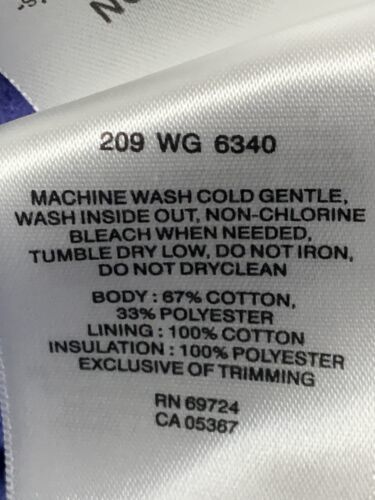 NO
209 WG 6340
MACHINE WASH COLD GENTLE,
WASH INSIDE OUT, NON-CHLORINE
BLEACH WHEN NEEDED,
TUMBLE DRY LOW, DO NOT IRON,
DO NOT DRYCLEAN
BODY : 67% COTTON,
33% POLYESTER
LINING : 100% COTTON
INSULATION : 100% POLYESTER
EXCLUSIVE OF TRIMMING
RN 69724
CA 05367